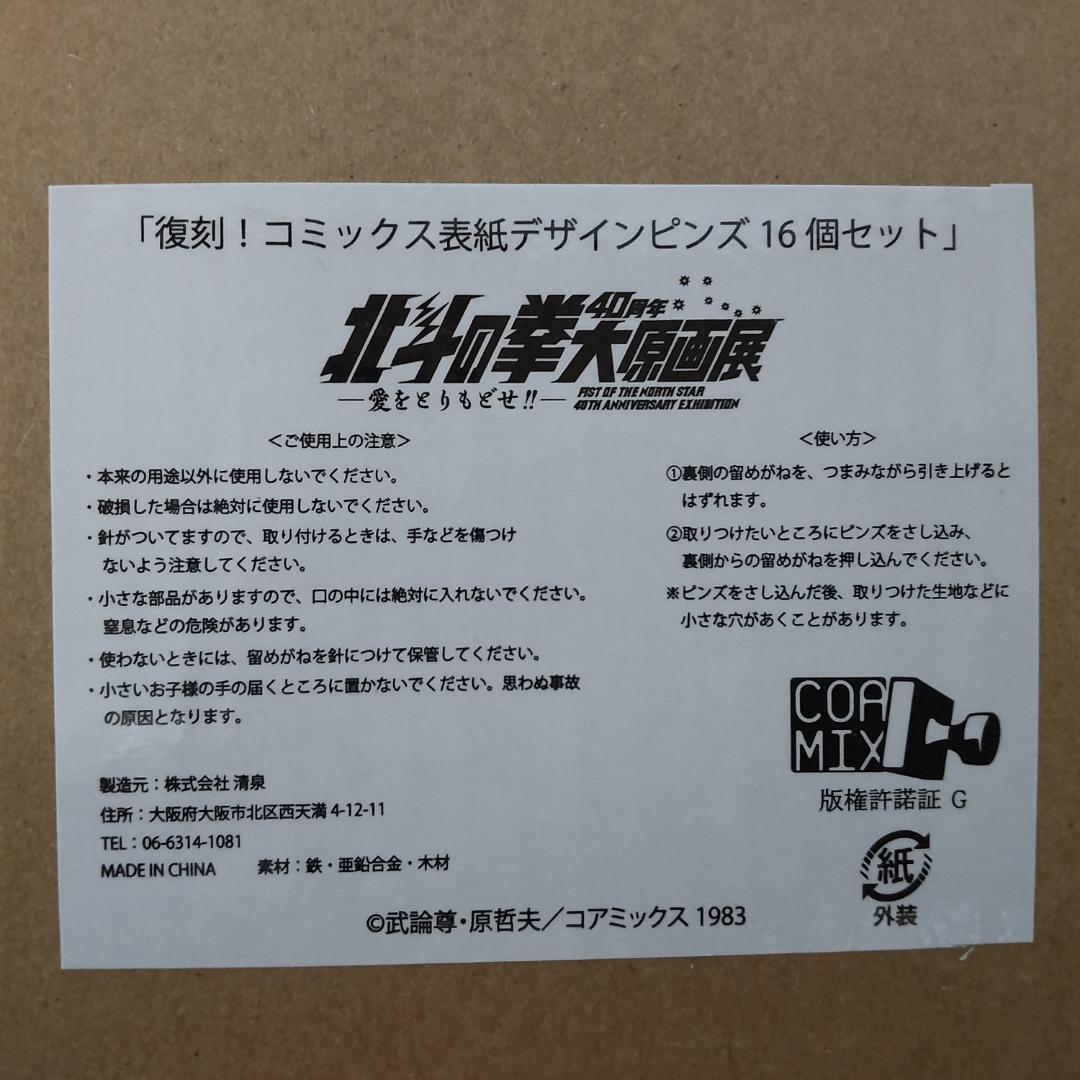 「復刻！コミックス表紙デザインピンズ 16 個セット」
北斗の拳 40周年 大原画展
―愛をとりもどせ!!―
FIST OF THE NORTH STAR
40TH ANNIVERSARY EXHIBITION
＜ご使用上の注意＞
・本来の用途以外に使用しないでください。
・破損した場合は絶対に使用しないでください。
・針がついてますので、取り付けるときは、手などを傷つけ
ないよう注意してください。
・小さな部品がありますので、口の中には絶対に入れないでください。
窒息などの危険があります。
・使わないときには、留めがねを針につけて保管してください。
・小さいお子様の手の届くところに置かないでください。思わぬ事故
の原因となります。
＜使い方＞
①裏側の留めがねを、つまみながら引き上げると
はずれます。
②取りつけたいところにピンズをさし込み、
裏側からの留めがねを押し込んでください。
※ピンズをさし込んだ後、取りつけた生地などに
小さな穴があくことがあります。
COA
MIX
版権許諾証 G
製造元：株式会社 清泉
住所：大阪府大阪市北区西天満 4-12-11
TEL：06-6314-1081
MADE IN CHINA 素材：鉄・亜鉛合金・木材
紙
外装
©武論尊・原哲夫／コアミックス 1983